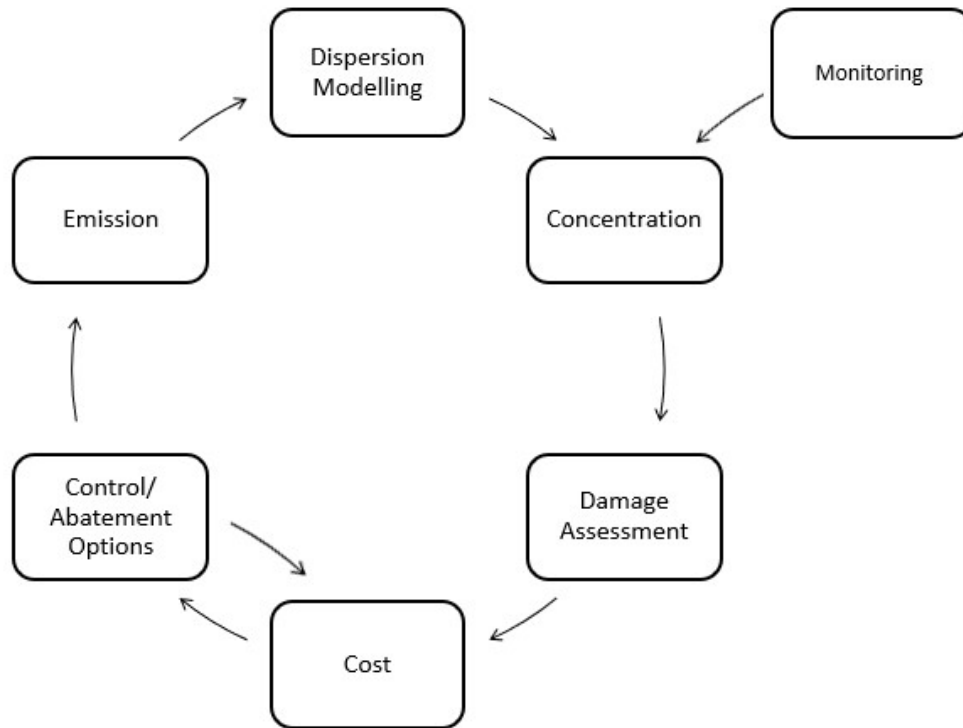 Dispersion
Modelling
Monitoring
Emission
Concentration
Control/
Abatement
Options
Damage
Assessment
Cost